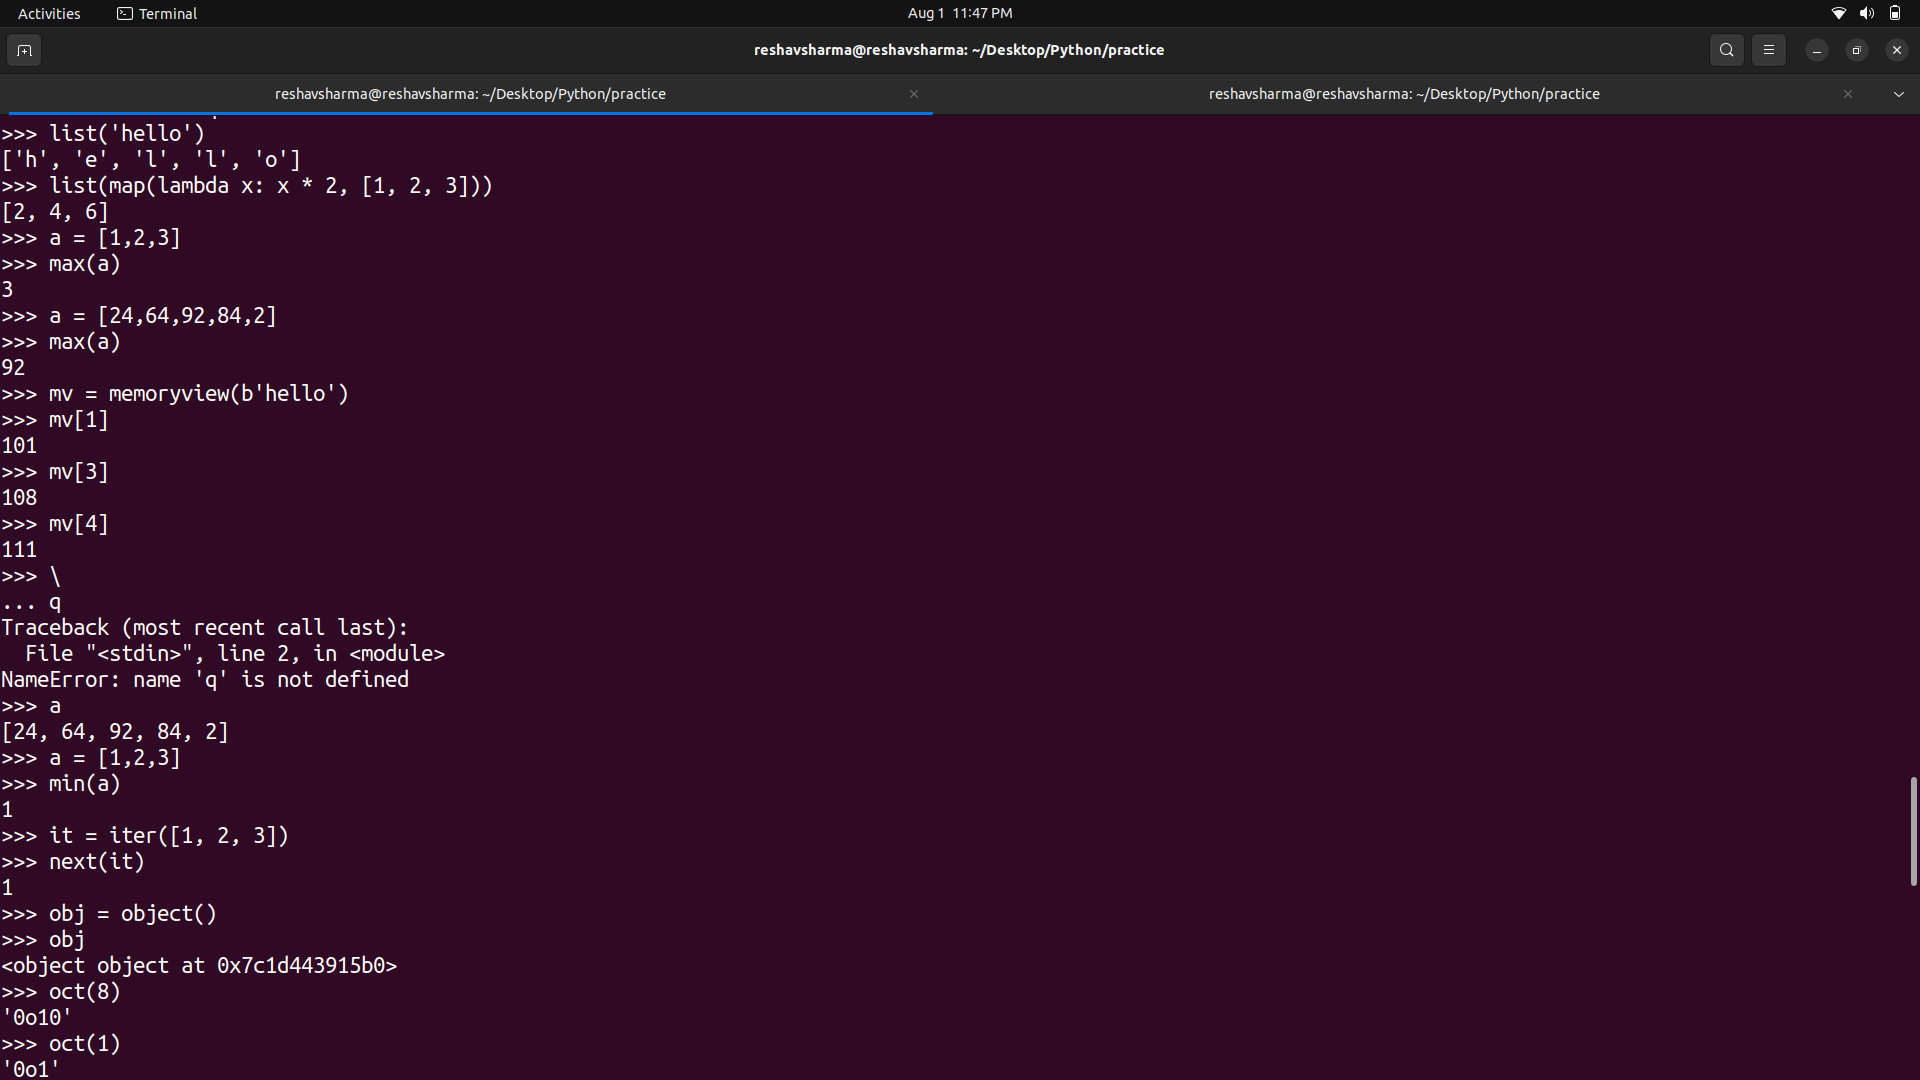 Activities Terminal Aug 1 11:47 PM
reshavsharma@reshavsharma: ~/Desktop/Python/practice
reshavsharma@reshavsharma: ~/Desktop/Python/practice reshavsharma@reshavsharma: ~/Desktop/Python/practice
>>> list('hello')
['h', 'e', 'l', 'l', 'o']
>>> list(map(lambda x: x * 2, [1, 2, 3]))
[2, 4, 6]
>>> a = [1,2,3]
>>> max(a)
3
>>> a = [24,64,92,84,2]
>>> max(a)
92
>>> mv = memoryview(b'hello')
>>> mv[1]
101
>>> mv[3]
108
>>> mv[4]
111
>>> \
... q
Traceback (most recent call last):
  File "<stdin>", line 2, in <module>
NameError: name 'q' is not defined
>>> a
[24, 64, 92, 84, 2]
>>> a = [1,2,3]
>>> min(a)
1
>>> it = iter([1, 2, 3])
>>> next(it)
1
>>> obj = object()
>>> obj
<object object at 0x7c1d443915b0>
>>> oct(8)
'0o10'
>>> oct(1)
'0o1'